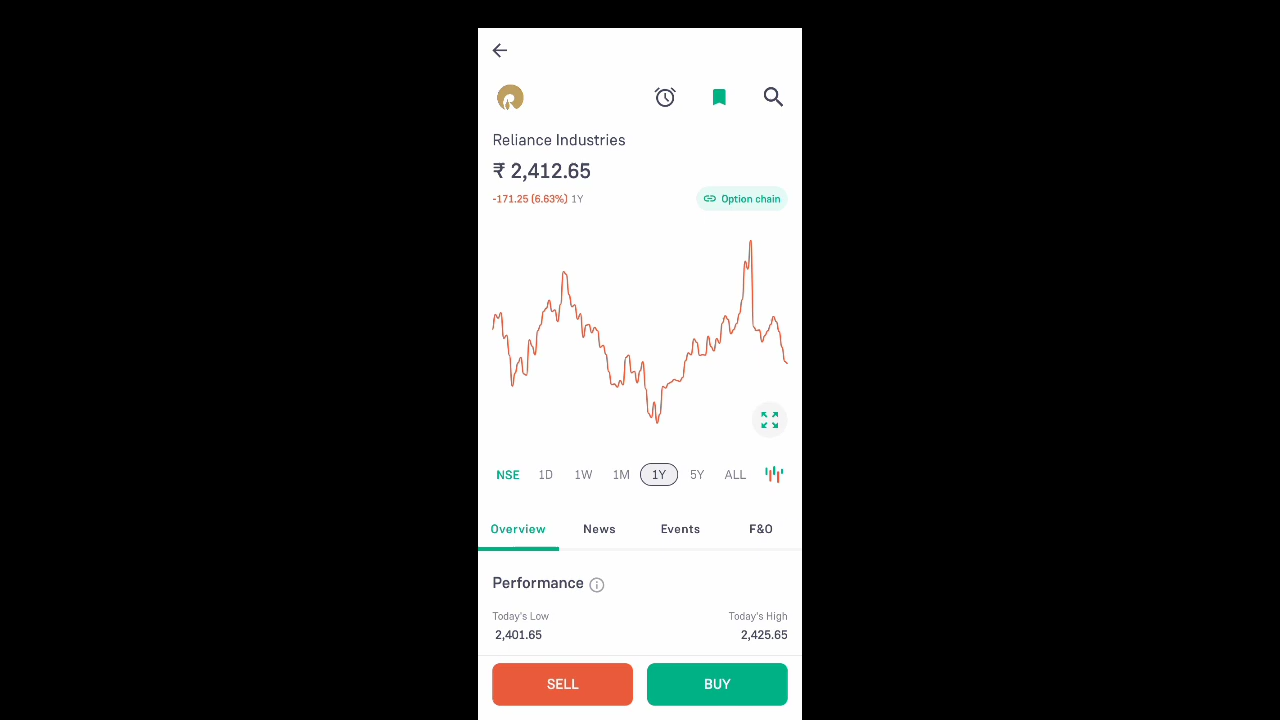 Reliance Industries
₹ 2,412.65
-171.25 (6.63%) 1Y
Option chain
NSE 1D 1W 1M 1Y 5Y ALL
Overview News Events F&O
Performance
Today's Low Today's High
2,401.65 2,425.65
SELL BUY